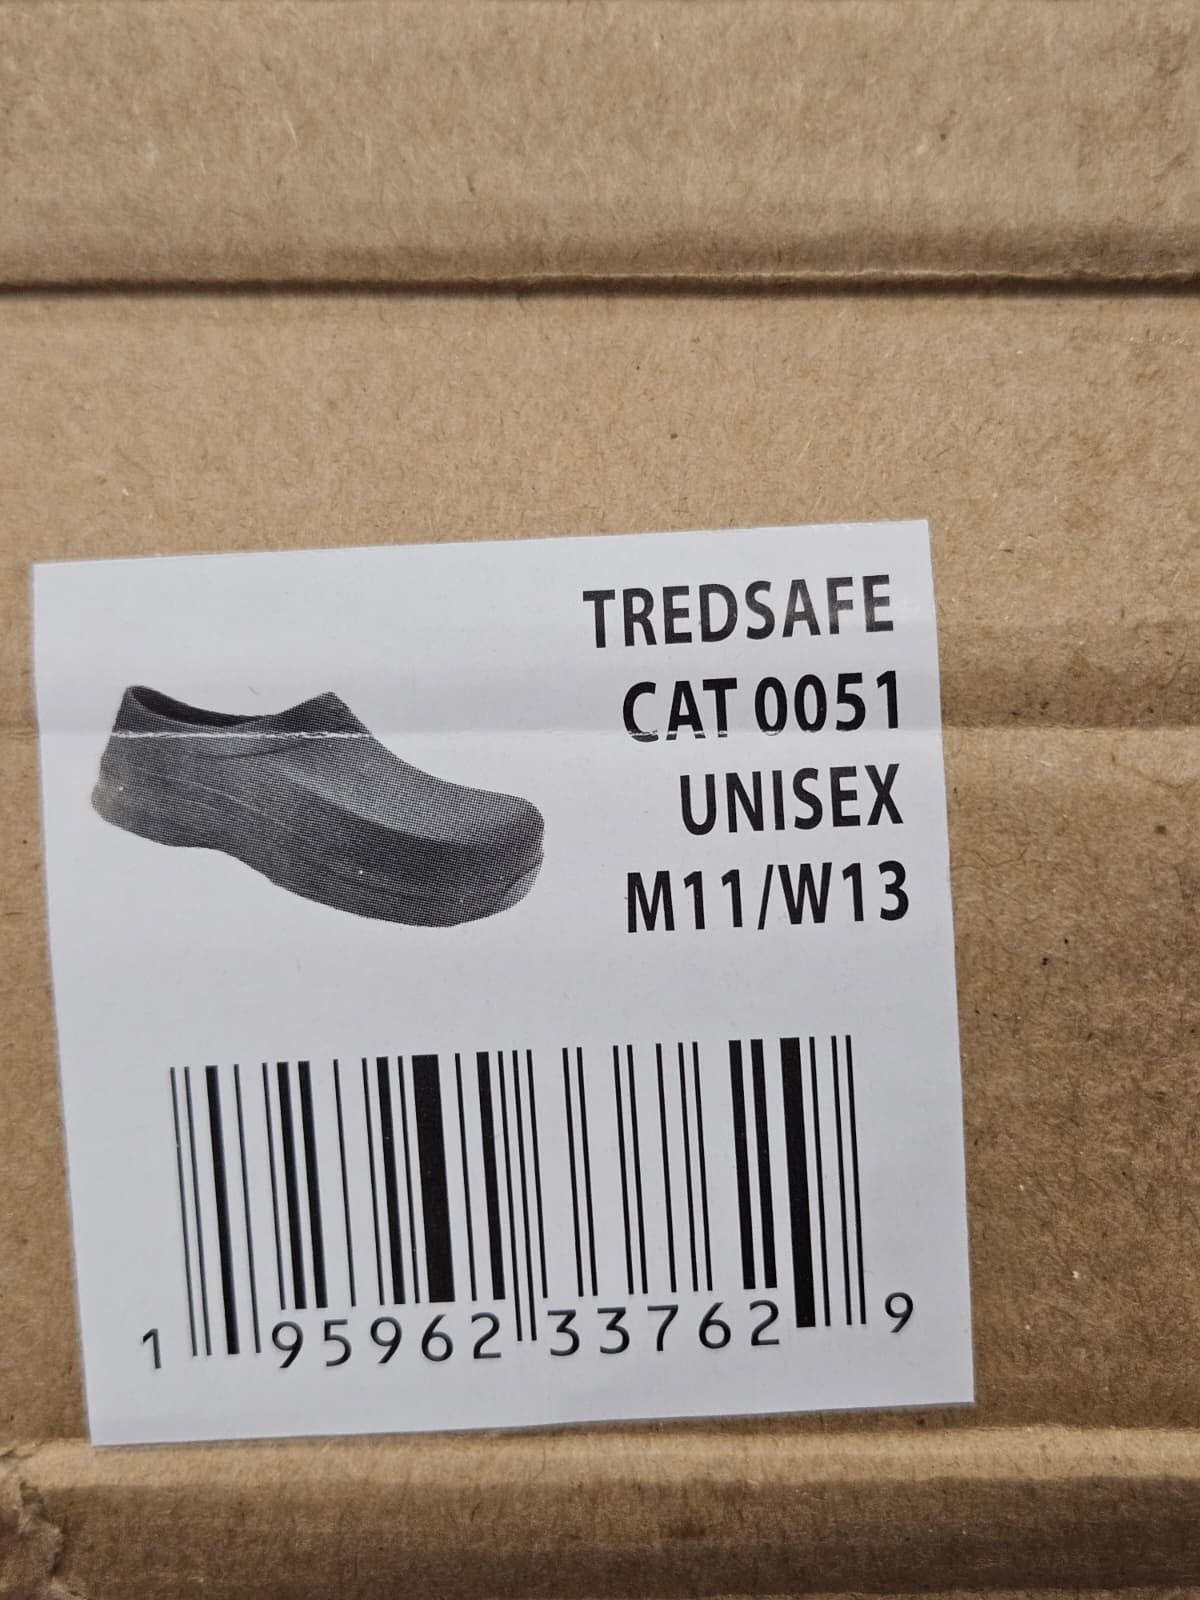 TREDSAFE
CAT 0051
UNISEX
M11/W13
1 95962 33762 9